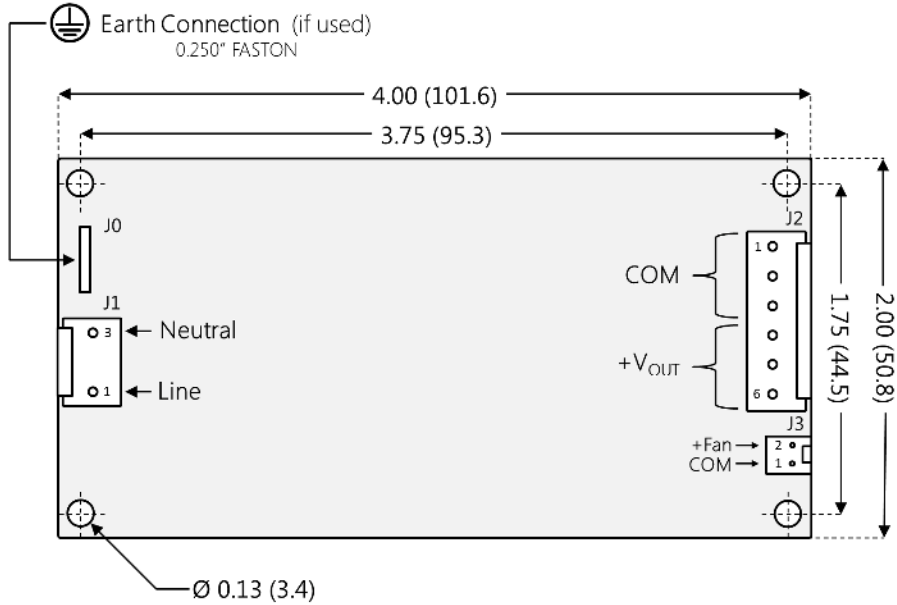 Earth Connection (if used)
0.250" FASTON
4.00 (101.6)
3.75 (95.3)
J0
J1
3 Neutral
1 Line
J2
1
COM
+VOUT
6
J3
+Fan 2
COM 1
1.75 (44.5)
2.00 (50.8)
Ø 0.13 (3.4)